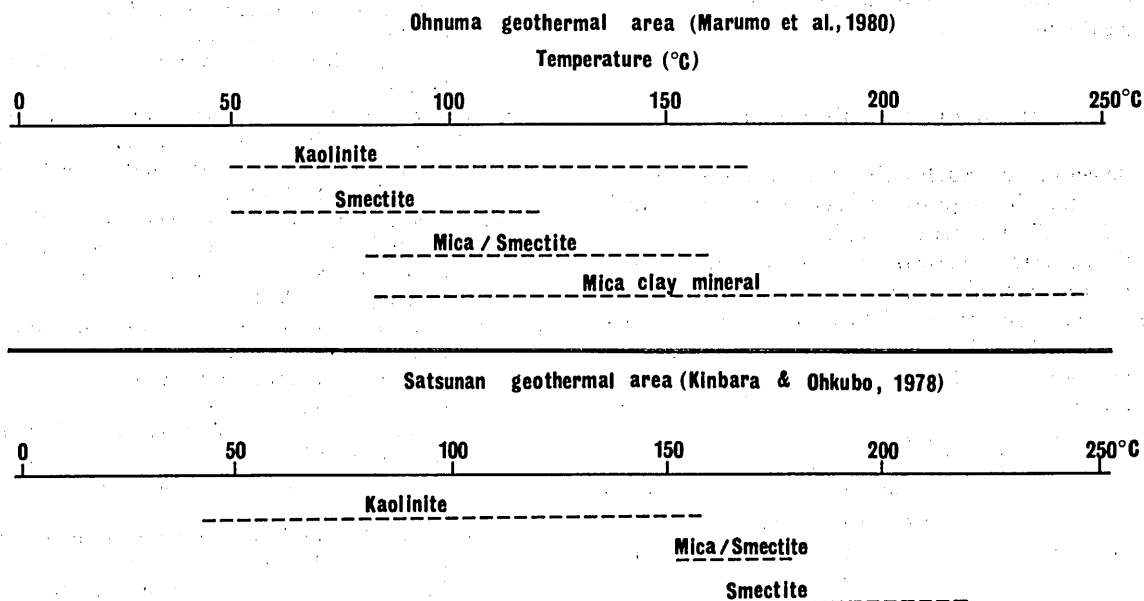 Ohnuma geothermal area (Marumo et al., 1980)
Temperature (°C)
0 50 100 150 200 250°C
Kaolinite
Smectite
Mica / Smectite
Mica clay mineral
Satsunan geothermal area (Kinbara & Ohkubo, 1978)
0 50 100 150 200 250°C
Kaolinite
Mica/Smectite
Smectite